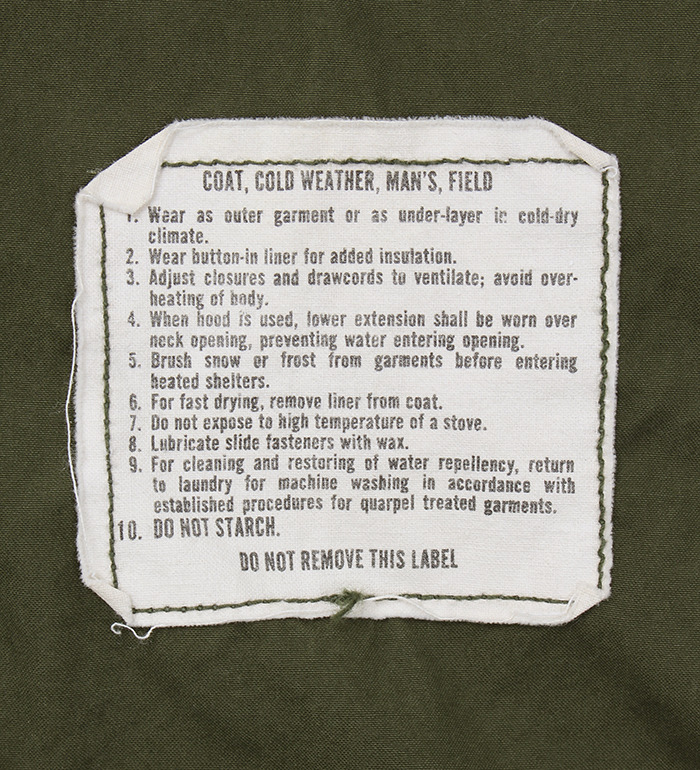 COAT, COLD WEATHER, MAN'S, FIELD
1. Wear as outer garment or as under-layer in cold-dry
climate.
2. Wear button-in liner for added insulation.
3. Adjust closures and drawcords to ventilate; avoid over-
heating of body.
4. When hood is used, lower extension shall be worn over
neck opening, preventing water entering opening.
5. Brush snow or frost from garments before entering
heated shelters.
6. For fast drying, remove liner from coat.
7. Do not expose to high temperature of a stove.
8. Lubricate slide fasteners with wax.
9. For cleaning and restoring of water repellency, return
to laundry for machine washing in accordance with
established procedures for quarpel treated garments.
10. DO NOT STARCH.
DO NOT REMOVE THIS LABEL